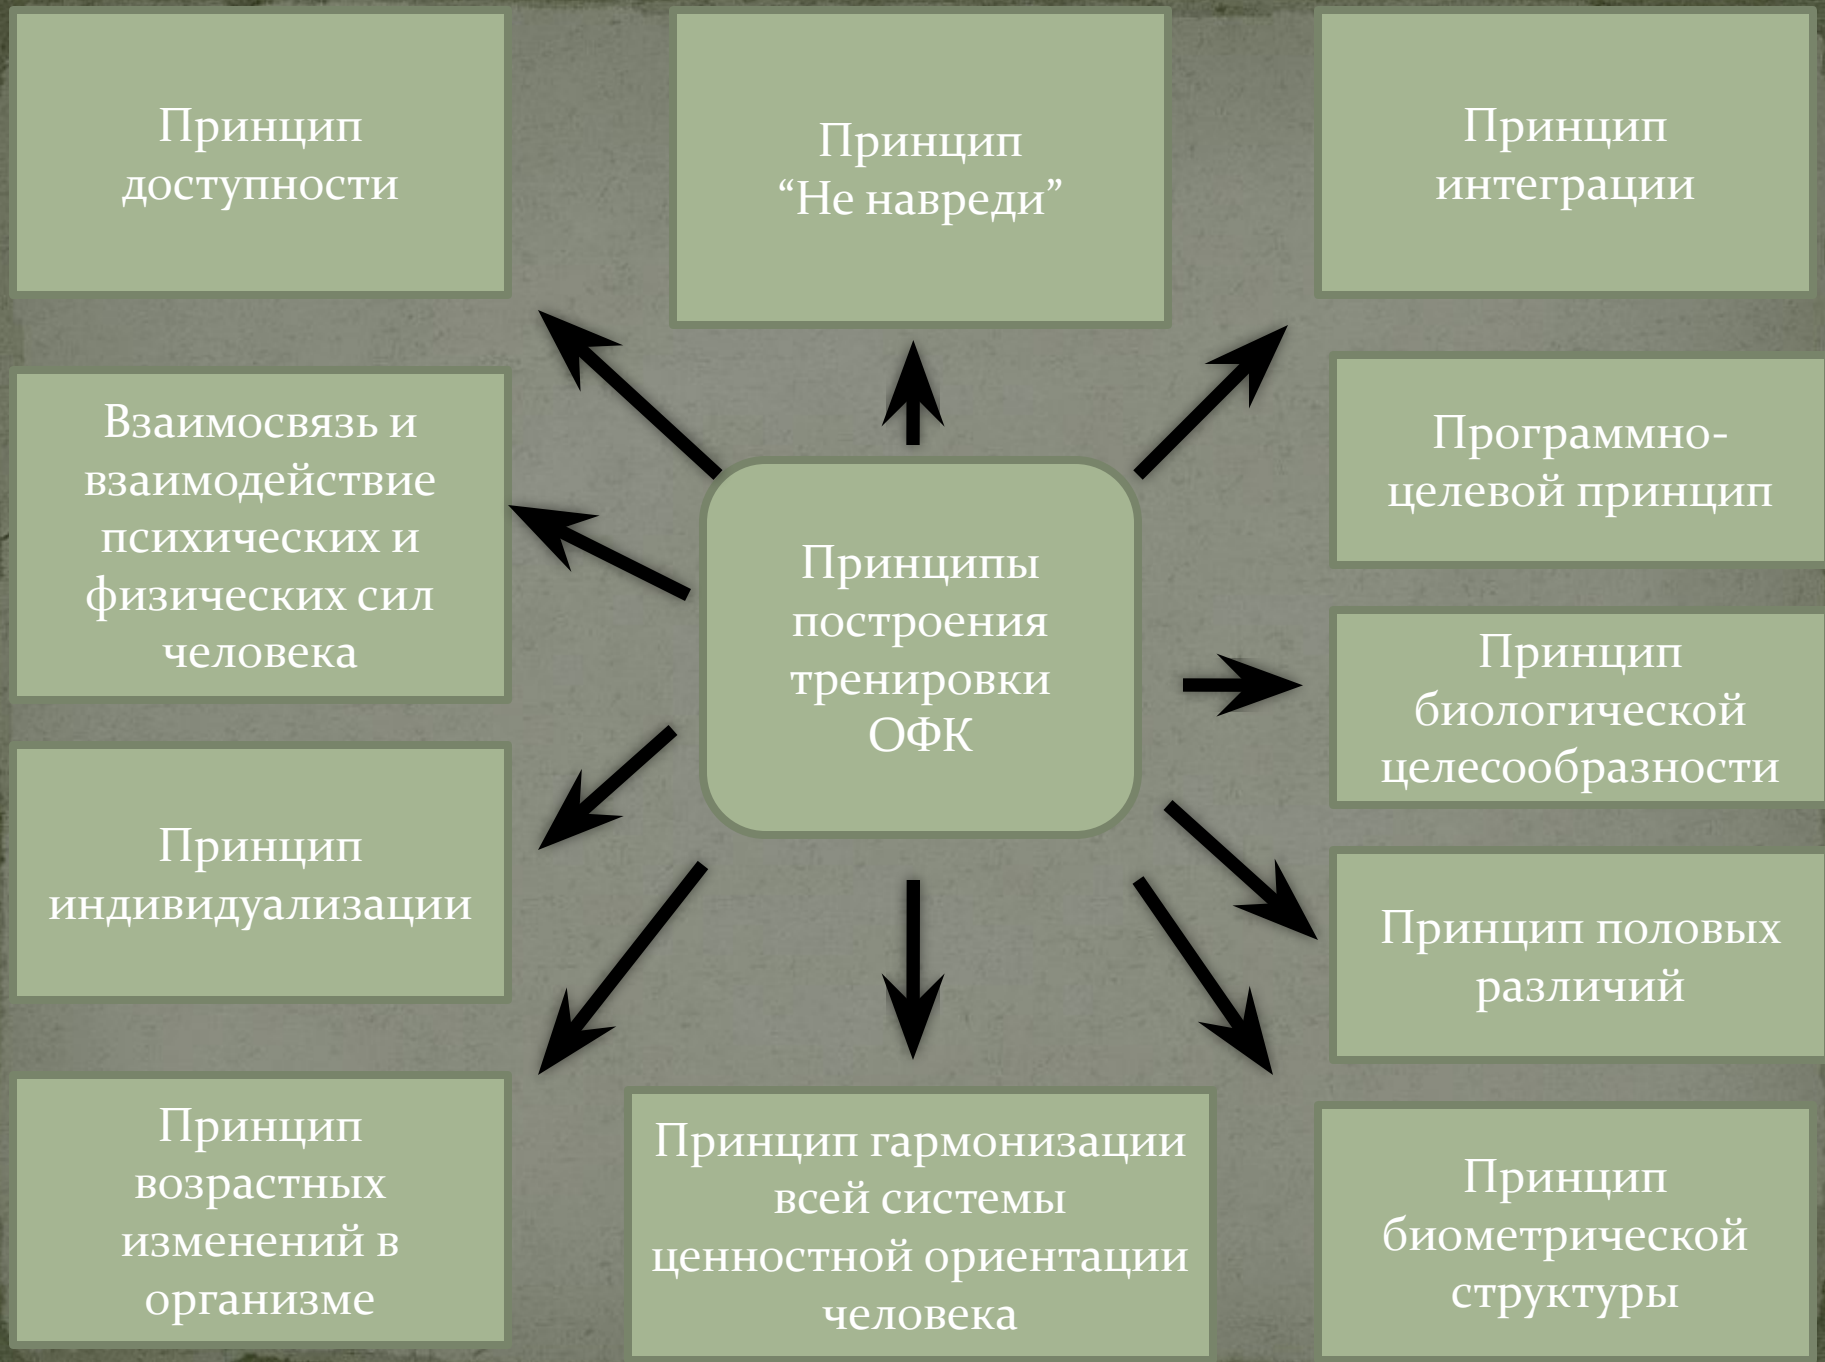 Принцип
доступности
Принцип
“Не навреди”
Принцип
интеграции
Взаимосвязь и
взаимодействие
психических и
физических сил
человека
Принципы
построения
тренировки
ОФК
Программно-
целевой принцип
Принцип
биологической
целесообразности
Принцип
индивидуализации
Принцип половых
различий
Принцип
возрастных
изменений в
организме
Принцип гармонизации
всей системы
ценностной ориентации
человека
Принцип
биометрической
структуры